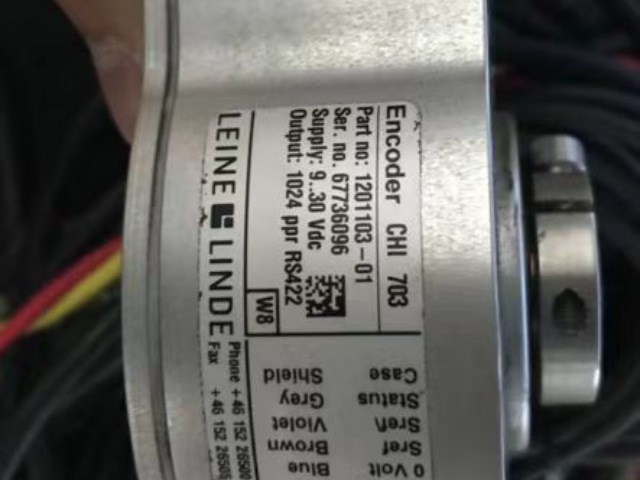 Encoder CHI 703
Part no: 1201103-01
Ser. no. 67736096
Supply: 9..30 Vdc
Output: 1024 ppr RS422
W8
LEINE LINDE
Phone +46 152 26500
Fax +46 152 26505
0 Volt Blue
Sref Brown
Sref\ Violet
Status Grey
Case Shield